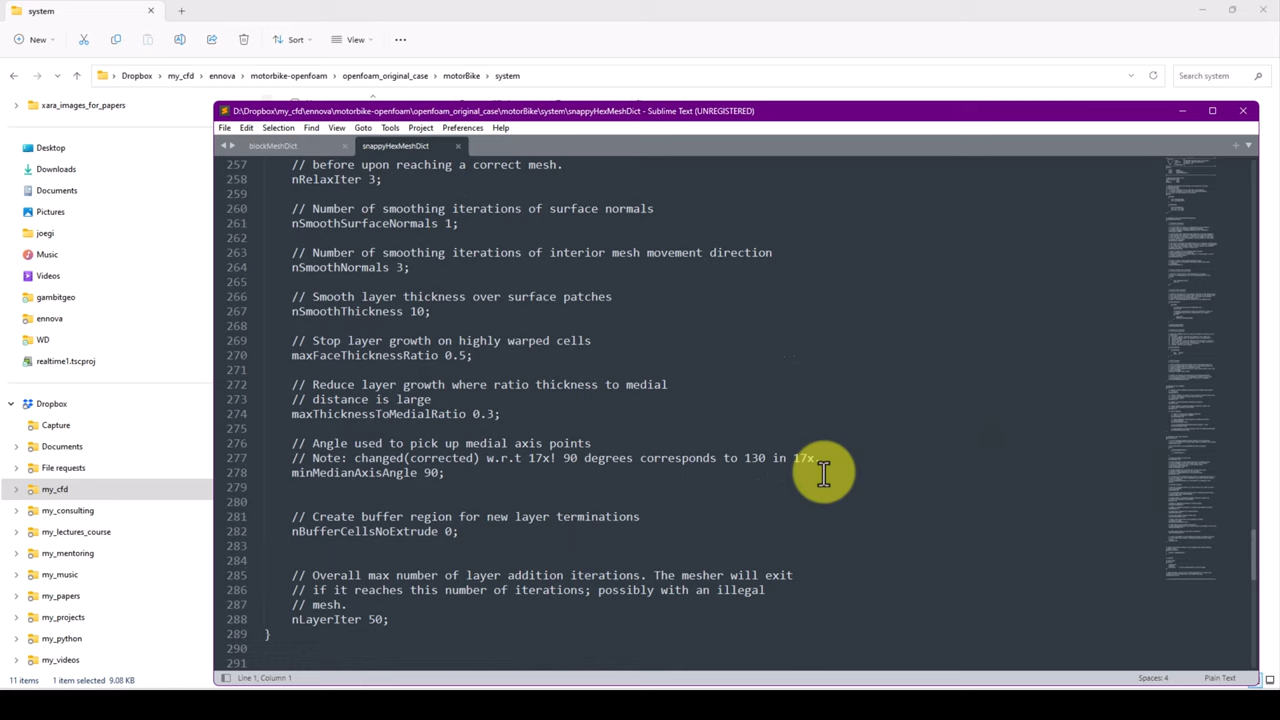 system
New
Sort
View
Dropbox
my_cfd
ennova
motorbike-openfoam
openfoam_original_case
motorBike
system
Search system
xara_images_for_papers
Desktop
Downloads
Documents
Pictures
joegi
Music
Videos
gambitgeo
ennova
WD
realtime1.tscproj
Dropbox
Capture
Documents
File requests
my_cfd
my_consulting
my_lectures_course
my_mentoring
my_music
my_papers
my_projects
my_python
my_videos
11 items
1 item selected 9.08 KB
D:\Dropbox\my_cfd\ennova\motorbike-openfoam\openfoam_original_case\motorBike\system\snappyHexMeshDict - Sublime Text (UNREGISTERED)
File Edit Selection Find View Goto Tools Project Preferences Help
blockMeshDict
snappyHexMeshDict
257 // before upon reaching a correct mesh.
258 nRelaxIter 3;
259
260 // Number of smoothing iterations of surface normals
261 nSmoothSurfaceNormals 1;
262
263 // Number of smoothing iterations of interior mesh movement direction
264 nSmoothNormals 3;
265
266 // Smooth layer thickness over surface patches
267 nSmoothThickness 10;
268
269 // Stop layer growth on highly warped cells
270 maxFaceThicknessRatio 0.5;
271
272 // Reduce layer growth where ratio thickness to medial
273 // distance is large
274 maxThicknessToMedialRatio 0.3;
275
276 // Angle used to pick up medial axis points
277 // Note: changed(corrected) w.r.t 17x! 90 degrees corresponds to 130 in 17x.
278 minMedianAxisAngle 90;
279
280
281 // Create buffer region for new layer terminations
282 nBufferCellsNoExtrude 0;
283
284
285 // Overall max number of layer addition iterations. The mesher will exit
286 // if it reaches this number of iterations; possibly with an illegal
287 // mesh.
288 nLayerIter 50;
289 }
290
291
Line 1, Column 1
Spaces: 4
Plain Text